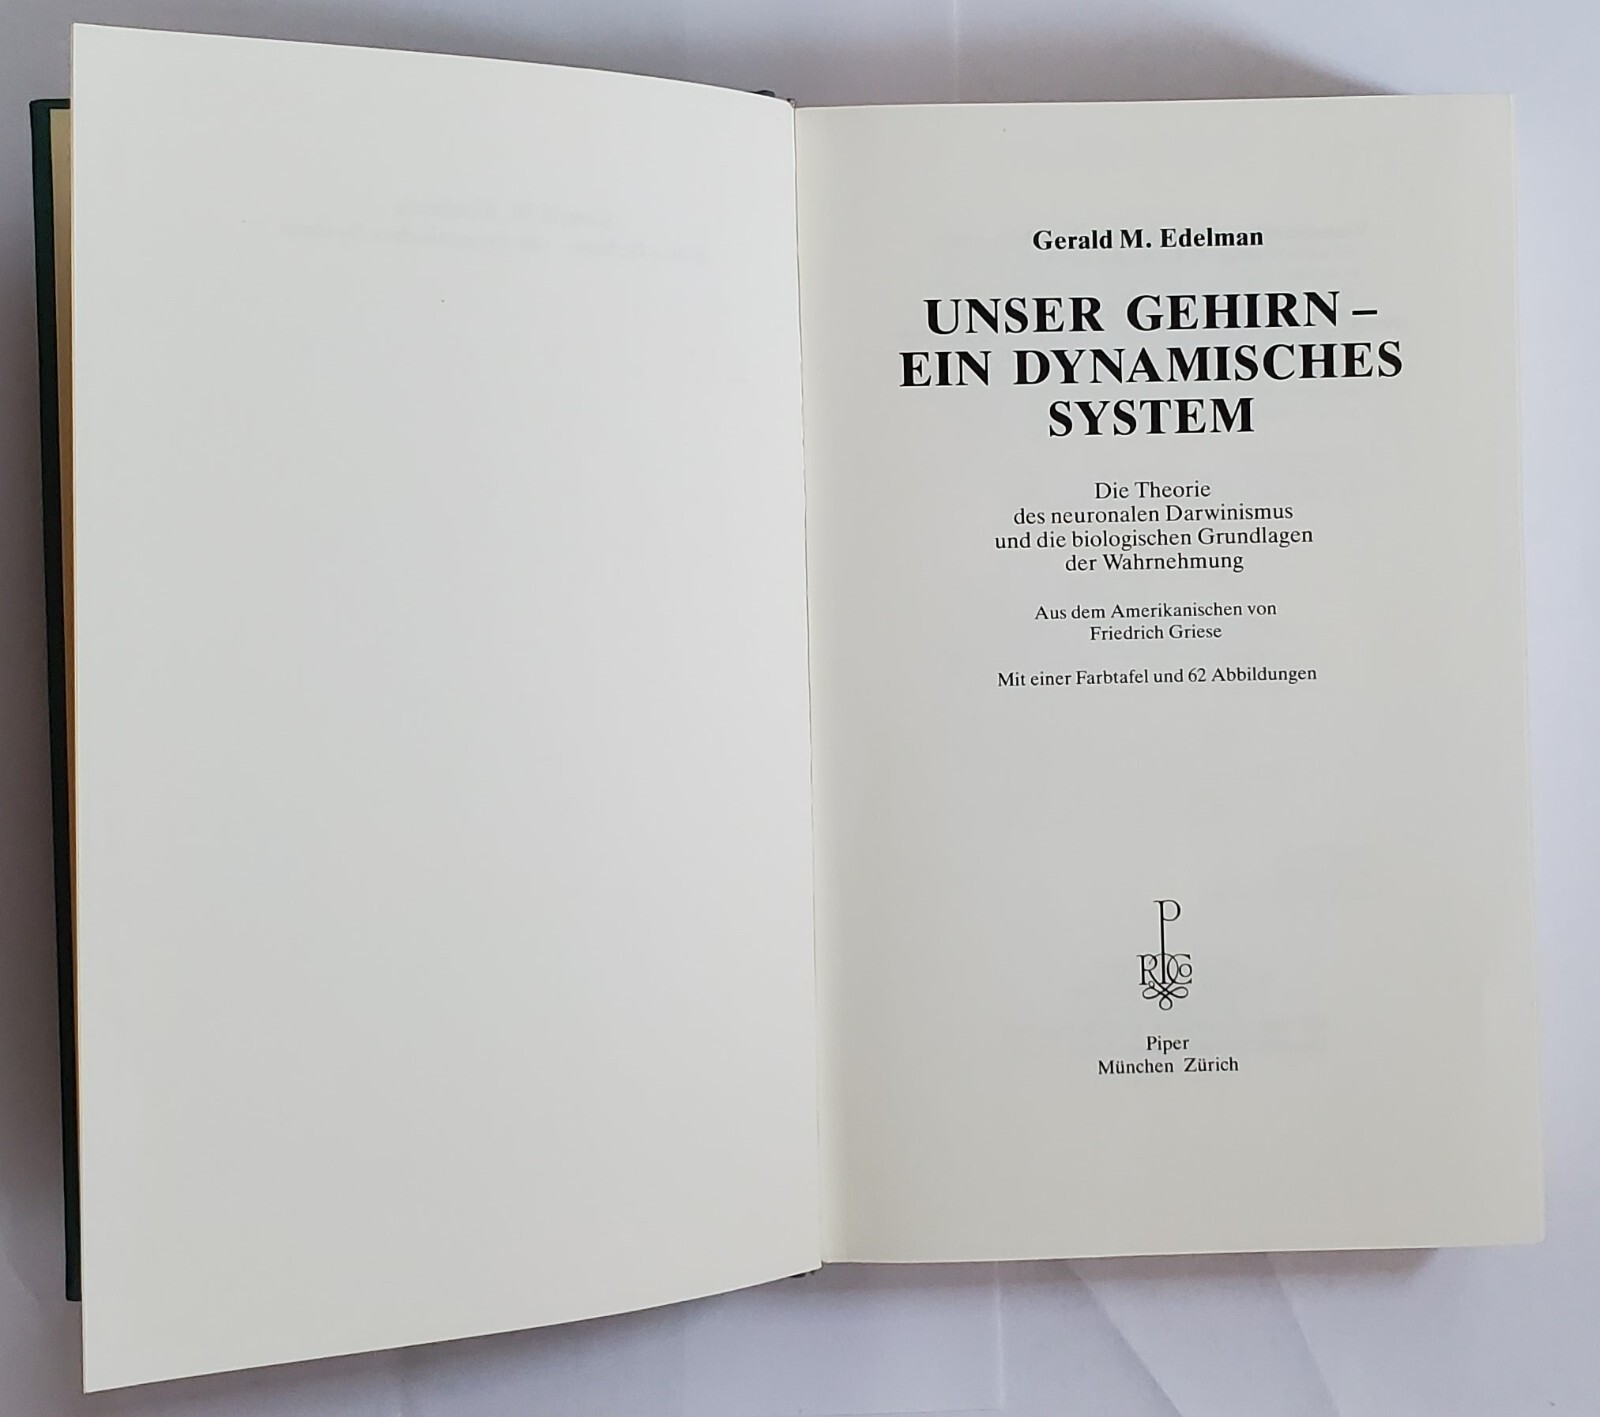 Gerald M. Edelman
UNSER GEHIRN –
EIN DYNAMISCHES
SYSTEM
Die Theorie
des neuronalen Darwinismus
und die biologischen Grundlagen
der Wahrnehmung
Aus dem Amerikanischen von
Friedrich Griese
Mit einer Farbtafel und 62 Abbildungen
P
R P Co
Piper
München Zürich